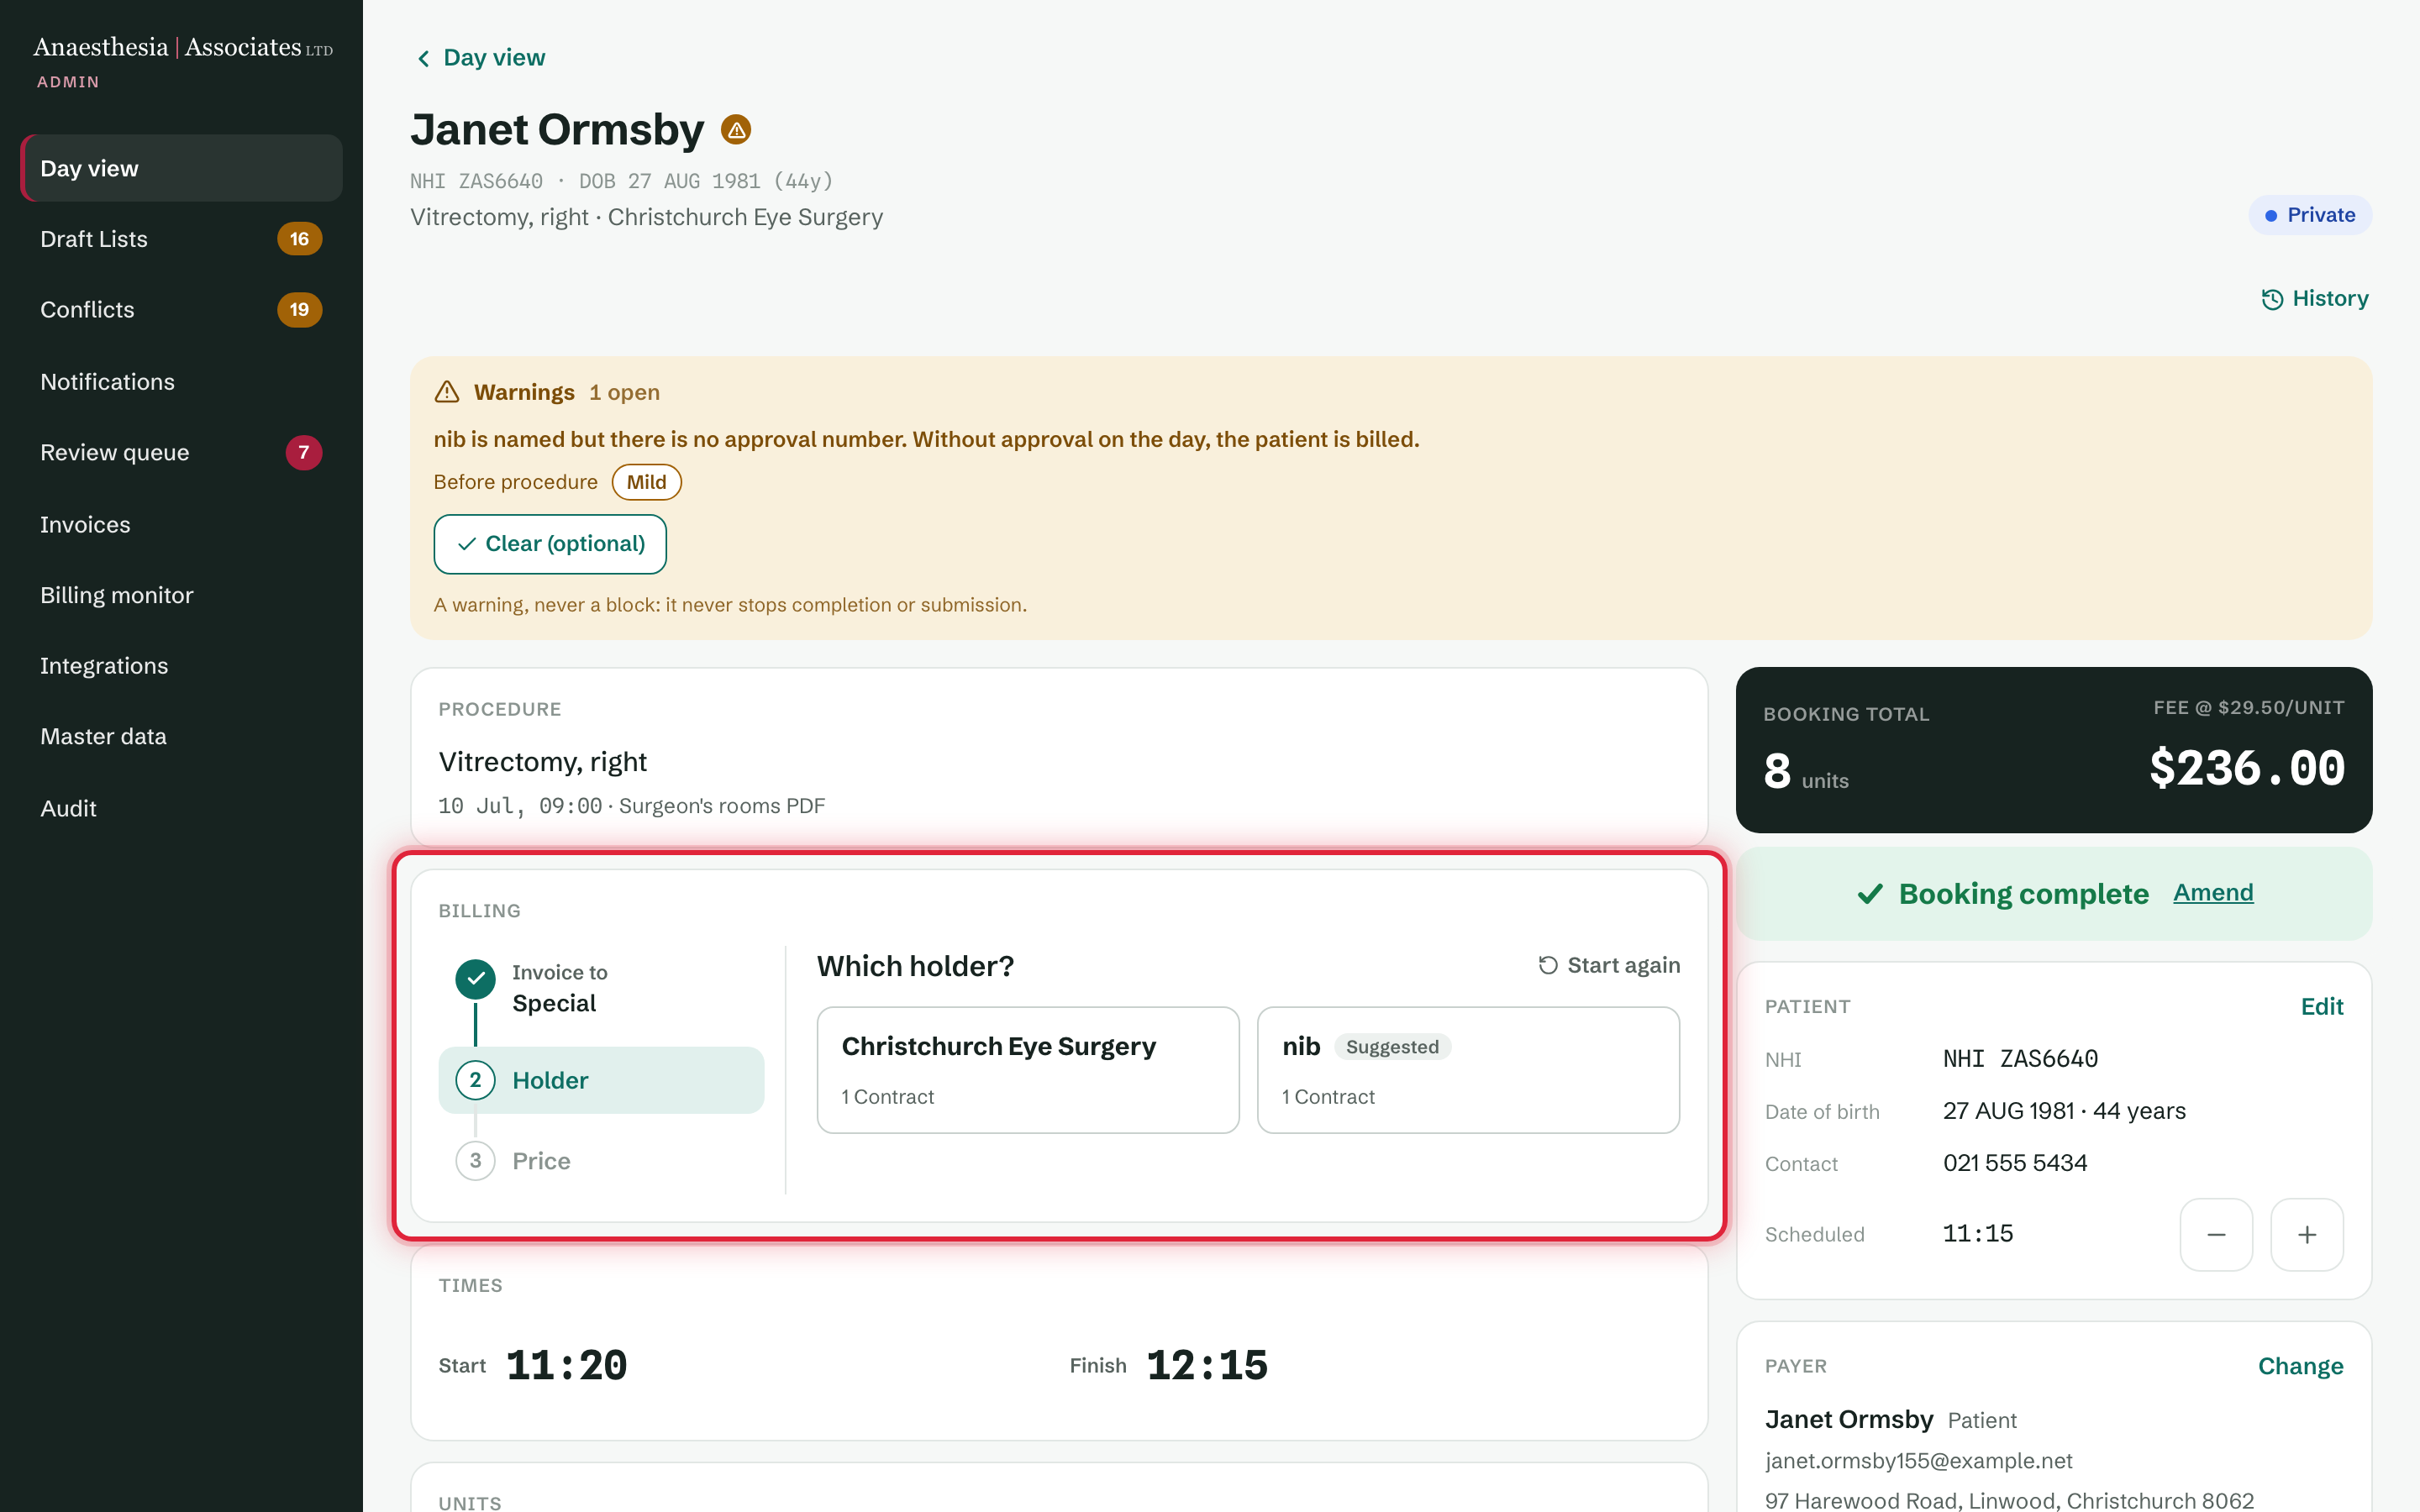 Anaesthesia | Associates LTD
ADMIN
Day view
Draft Lists 16
Conflicts 19
Notifications
Review queue 7
Invoices
Billing monitor
Integrations
Master data
Audit
Day view
Janet Ormsby
NHI ZAS6640 · DOB 27 AUG 1981 (44y)
Vitrectomy, right · Christchurch Eye Surgery
Private
History
Warnings 1 open
nib is named but there is no approval number. Without approval on the day, the patient is billed.
Before procedure Mild
Clear (optional)
A warning, never a block: it never stops completion or submission.
PROCEDURE
Vitrectomy, right
10 Jul, 09:00 · Surgeon's rooms PDF
BILLING
Invoice to
Special
2 Holder
3 Price
Which holder?
Start again
Christchurch Eye Surgery
1 Contract
nib Suggested
1 Contract
TIMES
Start 11:20
Finish 12:15
UNITS
BOOKING TOTAL
8 units
FEE @ $29.50/UNIT
$236.00
Booking complete Amend
PATIENT Edit
NHI NHI ZAS6640
Date of birth 27 AUG 1981 · 44 years
Contact 021 555 5434
Scheduled 11:15 − +
PAYER Change
Janet Ormsby Patient
janet.ormsby155@example.net
97 Harewood Road, Linwood, Christchurch 8062